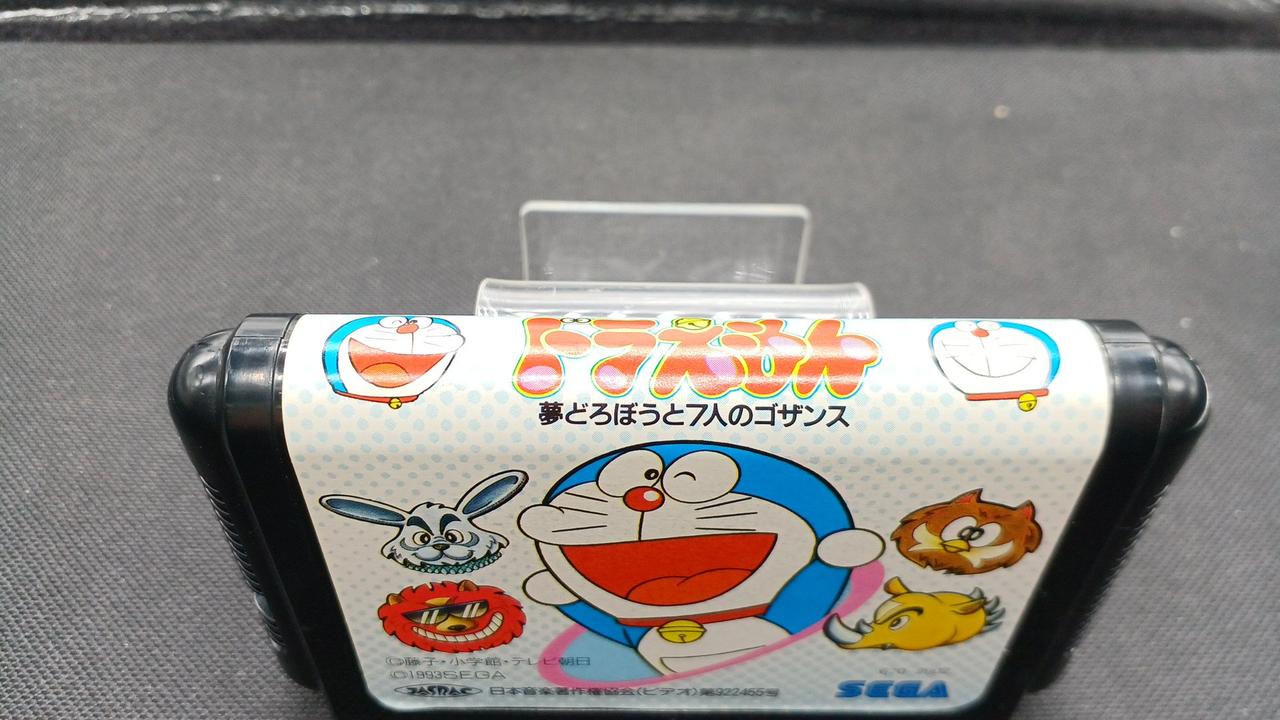 ドラえもん
夢どろぼうと7人のゴザンス
©藤子・小学館・テレビ朝日
©1993SEGA
JASRAC 日本音楽著作権協会(ビデオ)第922455号
SEGA